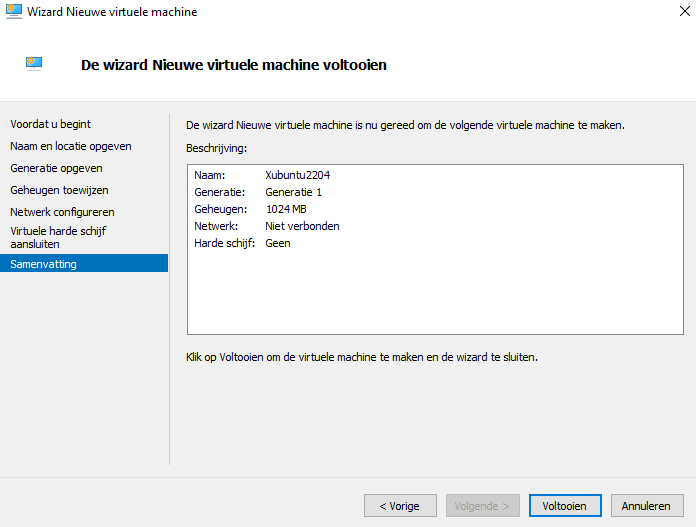 Wizard Nieuwe virtuele machine
De wizard Nieuwe virtuele machine voltooien
Voordat u begint
Naam en locatie opgeven
Generatie opgeven
Geheugen toewijzen
Netwerk configureren
Virtuele harde schijf
aansluiten
Samenvatting
De wizard Nieuwe virtuele machine is nu gereed om de volgende virtuele machine te maken.
Beschrijving:
Naam: Xubuntu2204
Generatie: Generatie 1
Geheugen: 1024 MB
Netwerk: Niet verbonden
Harde schijf: Geen
Klik op Voltooien om de virtuele machine te maken en de wizard te sluiten.
< Vorige
Volgende >
Voltooien
Annuleren